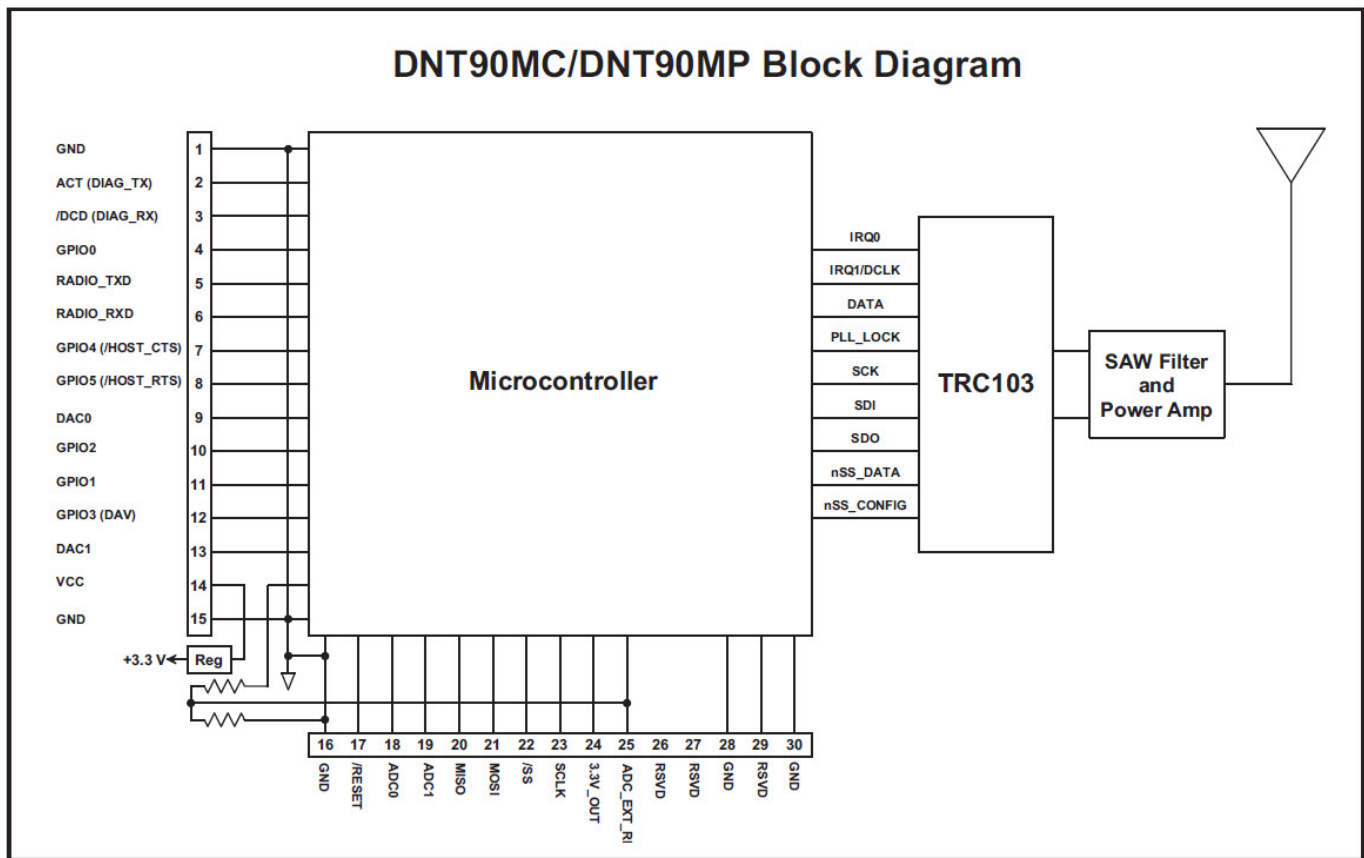 DNT90MC/DNT90MP Block Diagram
GND 1
ACT (DIAG_TX) 2
/DCD (DIAG_RX) 3
GPIO0 4
RADIO_TXD 5
RADIO_RXD 6
GPIO4 (/HOST_CTS) 7
GPIO5 (/HOST_RTS) 8
DAC0 9
GPIO2 10
GPIO1 11
GPIO3 (DAV) 12
DAC1 13
VCC 14
GND 15
+3.3 V
Reg
Microcontroller
IRQ0
IRQ1/DCLK
DATA
PLL_LOCK
SCK
SDI
SDO
nSS_DATA
nSS_CONFIG
TRC103
SAW Filter
and
Power Amp
16 17 18 19 20 21 22 23 24 25 26 27 28 29 30
GND
/RESET
ADC0
ADC1
MISO
MOSI
/SS
SCLK
3.3V_OUT
ADC_EXT_RI
RSVD
RSVD
GND
RSVD
GND